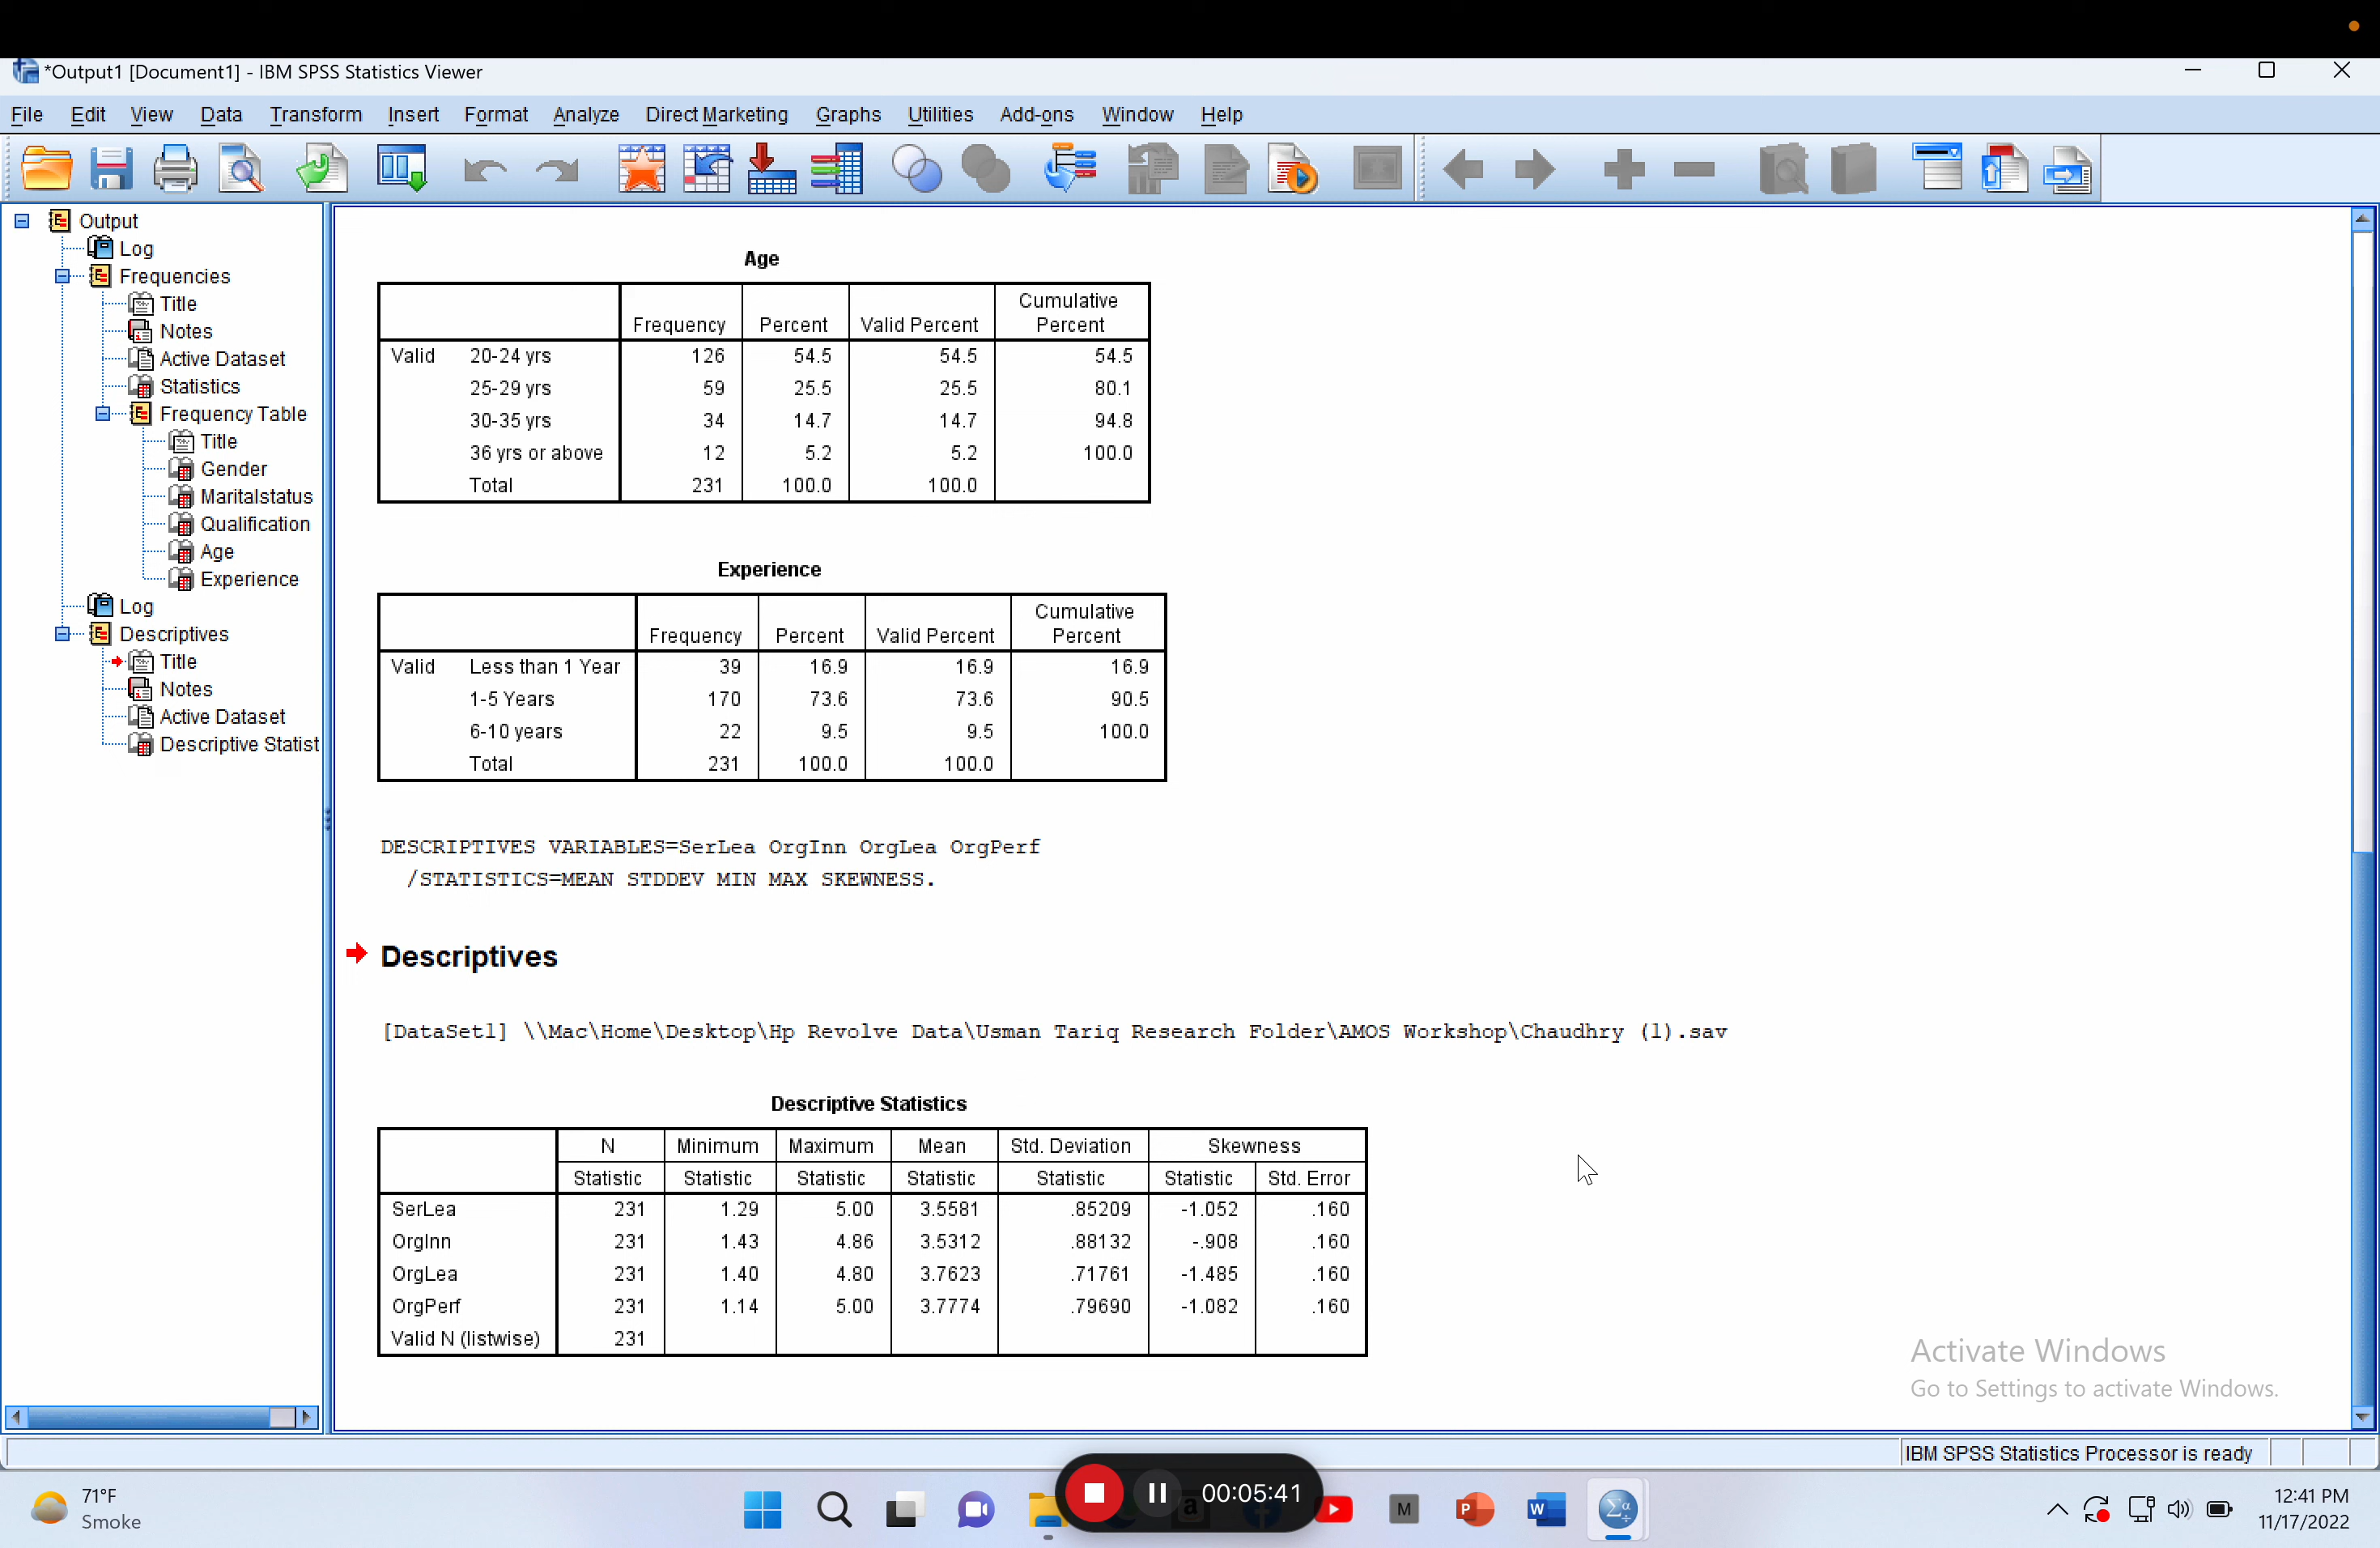 *Output1 [Document1] - IBM SPSS Statistics Viewer
File Edit View Data Transform Insert Format Analyze Direct Marketing Graphs Utilities Add-ons Window Help
Output
Log
Frequencies
Title
Notes
Active Dataset
Statistics
Frequency Table
Title
Gender
Maritalstatus
Qualification
Age
Experience
Log
Descriptives
Title
Notes
Active Dataset
Descriptive Statist
Age
Frequency Percent Valid Percent Cumulative Percent
Valid 20-24 yrs 126 54.5 54.5 54.5
25-29 yrs 59 25.5 25.5 80.1
30-35 yrs 34 14.7 14.7 94.8
36 yrs or above 12 5.2 5.2 100.0
Total 231 100.0 100.0
Experience
Frequency Percent Valid Percent Cumulative Percent
Valid Less than 1 Year 39 16.9 16.9 16.9
1-5 Years 170 73.6 73.6 90.5
6-10 years 22 9.5 9.5 100.0
Total 231 100.0 100.0
DESCRIPTIVES VARIABLES=SerLea OrgInn OrgLea OrgPerf
/STATISTICS=MEAN STDDEV MIN MAX SKEWNESS.
Descriptives
[DataSet1] \\Mac\Home\Desktop\Hp Revolve Data\Usman Tariq Research Folder\AMOS Workshop\Chaudhry (1).sav
Descriptive Statistics
N Minimum Maximum Mean Std. Deviation Skewness
Statistic Statistic Statistic Statistic Statistic Statistic Std. Error
SerLea 231 1.29 5.00 3.5581 .85209 -1.052 .160
OrgInn 231 1.43 4.86 3.5312 .88132 -.908 .160
OrgLea 231 1.40 4.80 3.7623 .71761 -1.485 .160
OrgPerf 231 1.14 5.00 3.7774 .79690 -1.082 .160
Valid N (listwise) 231
Activate Windows
Go to Settings to activate Windows.
IBM SPSS Statistics Processor is ready
71°F
Smoke
00:05:41
12:41 PM
11/17/2022